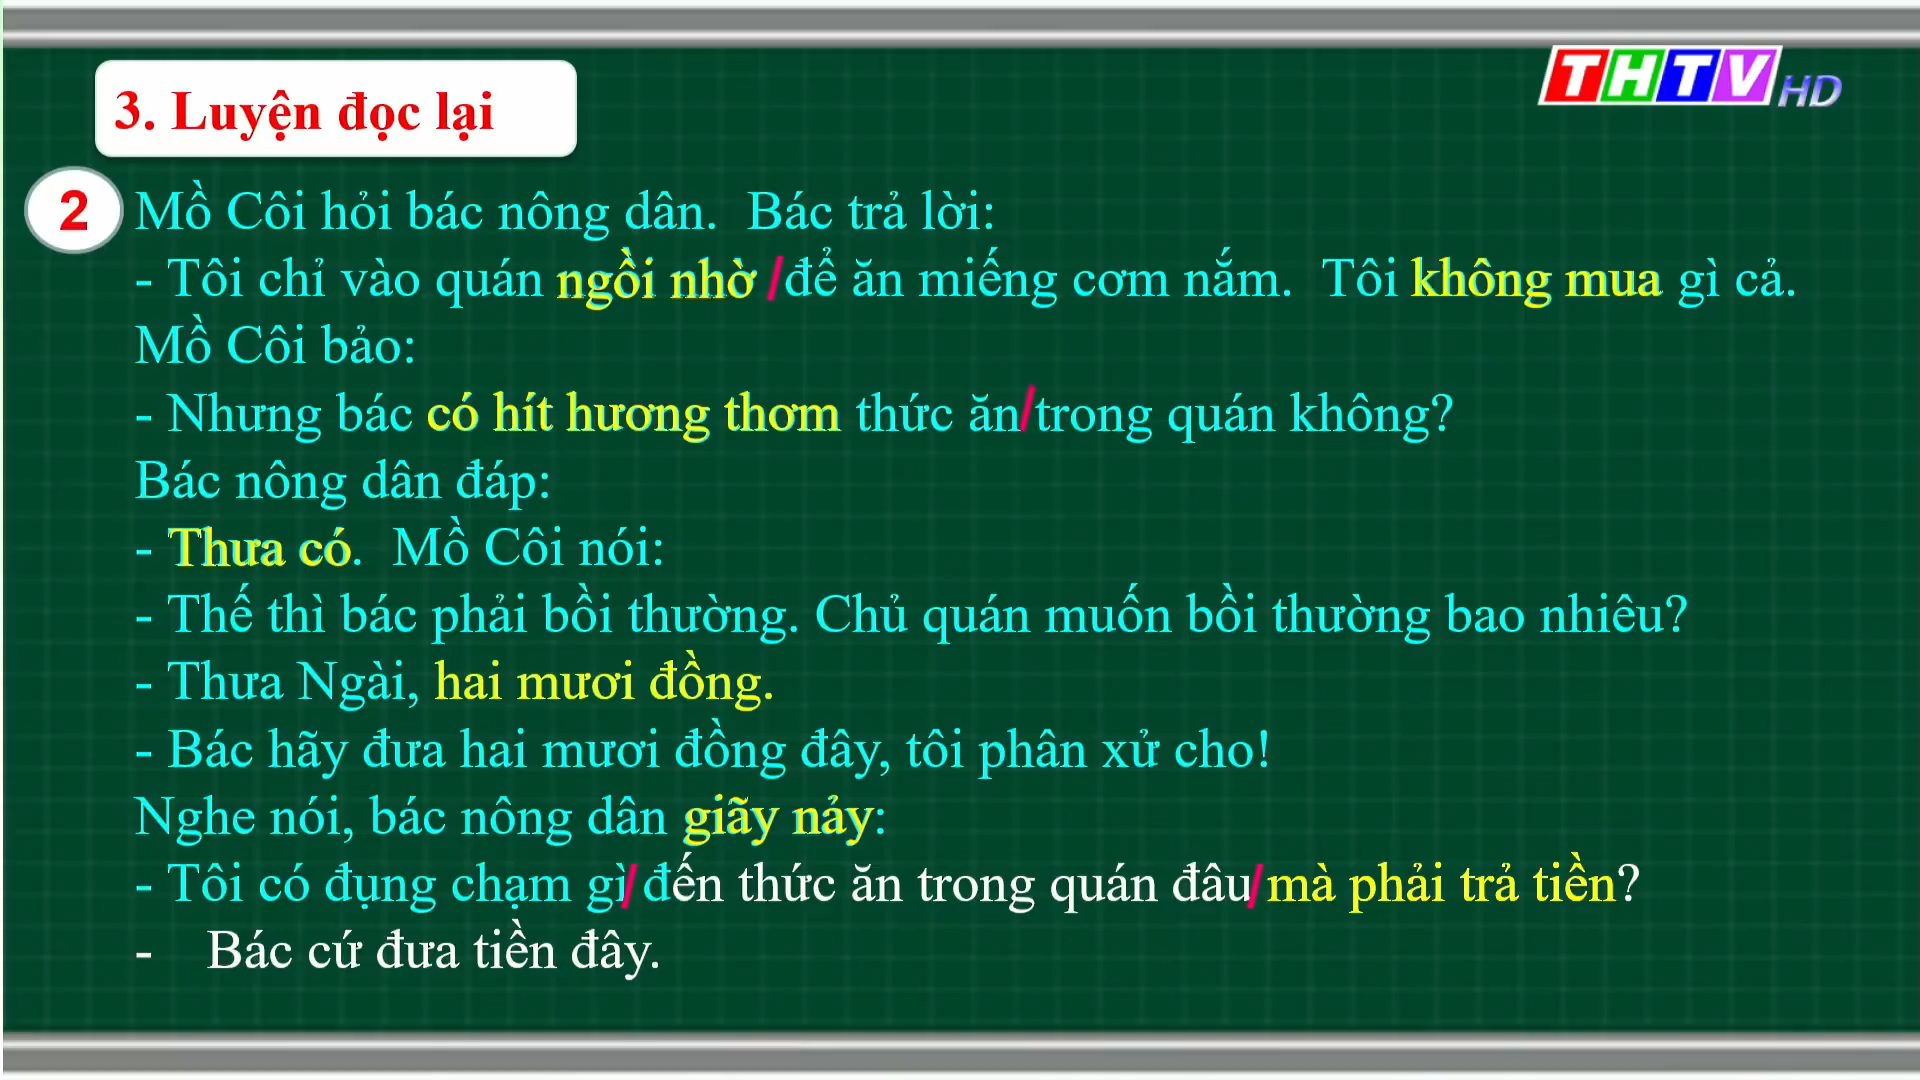 THTV HD
3. Luyện đọc lại
2 Mồ Côi hỏi bác nông dân. Bác trả lời:
- Tôi chỉ vào quán ngồi nhờ / để ăn miếng cơm nắm. Tôi không mua gì cả.
Mồ Côi bảo:
- Nhưng bác có hít hương thơm thức ăn/ trong quán không?
Bác nông dân đáp:
- Thưa có. Mồ Côi nói:
- Thế thì bác phải bồi thường. Chủ quán muốn bồi thường bao nhiêu?
- Thưa Ngài, hai mươi đồng.
- Bác hãy đưa hai mươi đồng đây, tôi phân xử cho!
Nghe nói, bác nông dân giãy nảy:
- Tôi có đụng chạm gì/ đến thức ăn trong quán đâu/ mà phải trả tiền?
- Bác cứ đưa tiền đây.